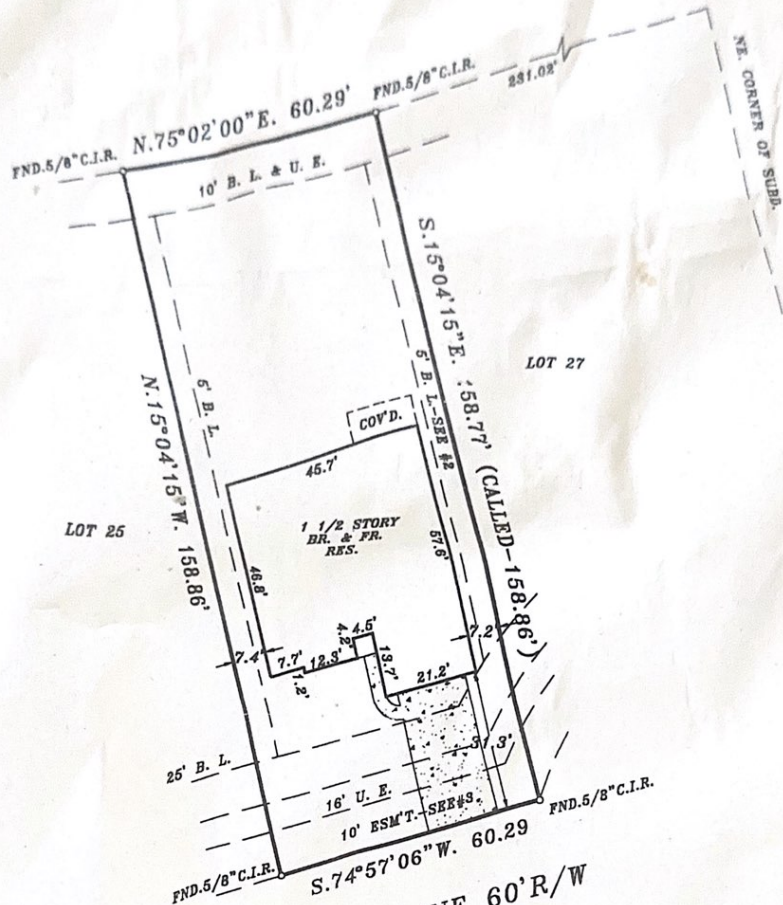 231.02'
NE. CORNER OF SUBD.
FND.5/8"C.I.R.
N.75°02'00"E. 60.29'
FND.5/8"C.I.R.
10' B. L. & U. E.
S.15°04'15"E. 158.77' (CALLED-158.86')
5' B. L.-SEE #2
LOT 27
5' B. L.
N.15°04'15"W. 158.86'
COV'D.
45.7'
LOT 25
1 1/2 STORY
BR. & FR.
RES.
57.6'
46.8'
4.5'
4.2'
7.2'
7.4'
7.7'
12.3'
13.7'
1.2'
21.2'
25' B. L.
31.3'
16' U. E.
10' ESM'T.-SEE#3.
FND.5/8"C.I.R.
S.74°57'06"W. 60.29
FND.5/8"C.I.R.
60'R/W